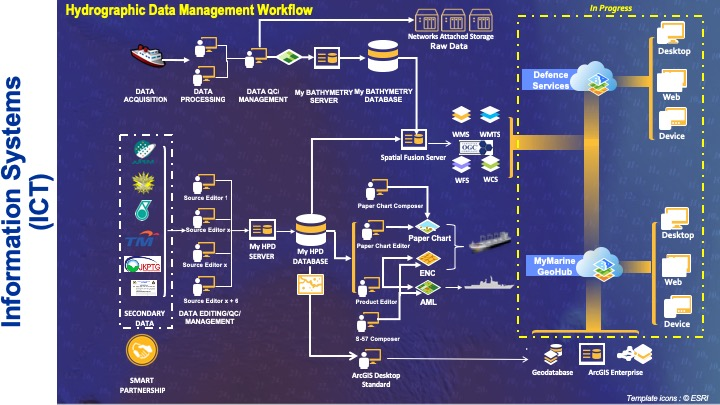 Information Systems
(ICT)
Hydrographic Data Management Workflow
In Progress
Networks Attached Storage
Raw Data
DATA
ACQUISITION
DATA
PROCESSING
DATA QC/
MANAGEMENT
My BATHYMETRY
SERVER
My BATHYMETRY
DATABASE
Defence
Services
Desktop
Web
Device
Spatial Fusion Server
WMS
WMTS
OGC
WFS
WCS
TM
JKPTG
SECONDARY
DATA
Source Editor 1
Source Editor x
Source Editor x
Source Editor x + 6
DATA EDITING/QC/
MANAGEMENT
My HPD
SERVER
My HPD
DATABASE
Paper Chart Composer
Paper Chart Editor
Paper Chart
ENC
AML
Product Editor
S-57 Composer
ArcGIS Desktop
Standard
MyMarine
GeoHub
Desktop
Web
Device
Geodatabase
ArcGIS Enterprise
SMART
PARTNERSHIP
Template icons : © ESRI